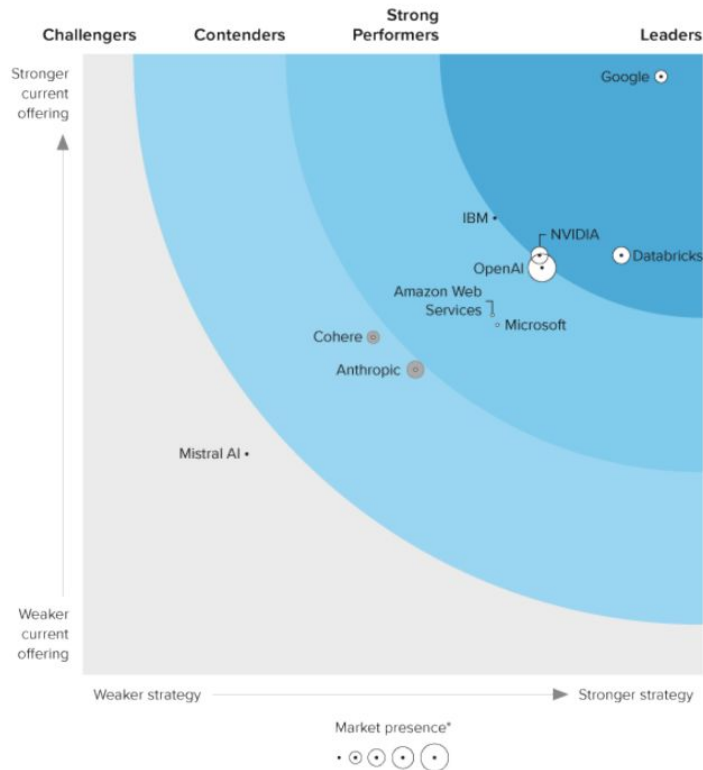 Challengers
Contenders
Strong
Performers
Leaders
Stronger
current
offering
Google
IBM
NVIDIA
OpenAI
Databricks
Amazon Web
Services
Microsoft
Cohere
Anthropic
Mistral AI
Weaker
current
offering
Weaker strategy
Stronger strategy
Market presence*